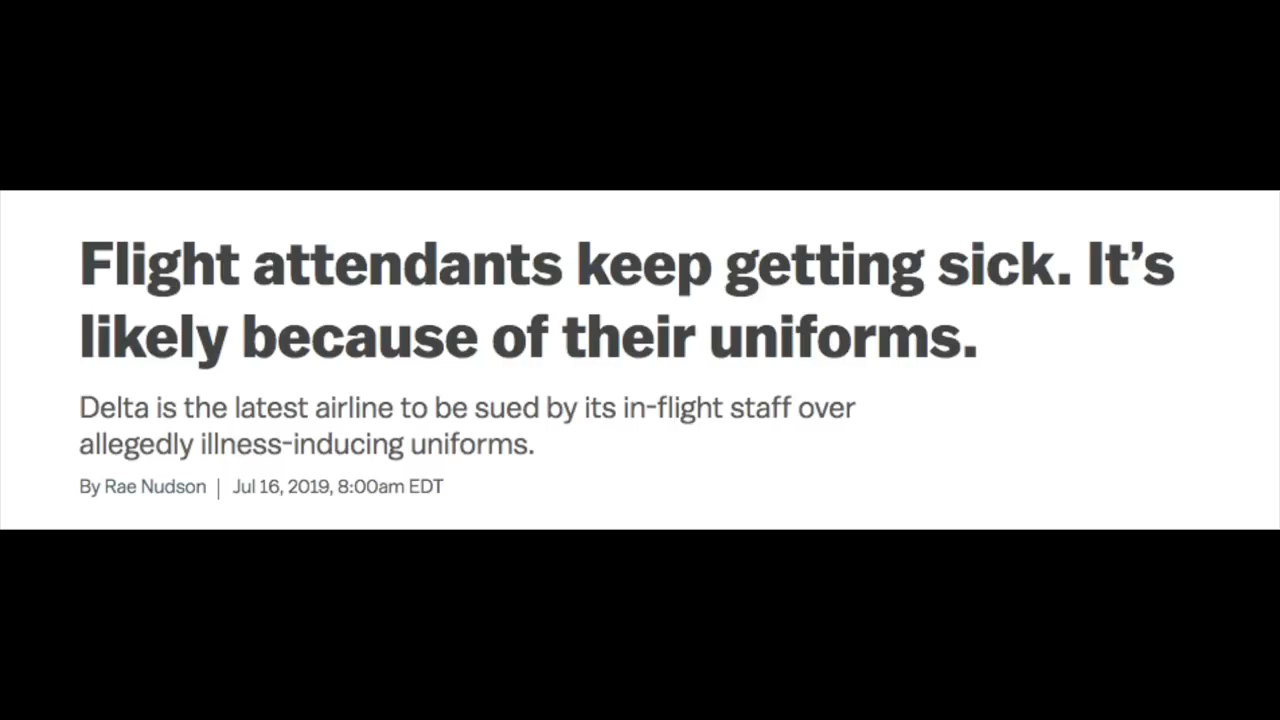 Flight attendants keep getting sick. It’s
likely because of their uniforms.
Delta is the latest airline to be sued by its in-flight staff over
allegedly illness-inducing uniforms.
By Rae Nudson | Jul 16, 2019, 8:00am EDT